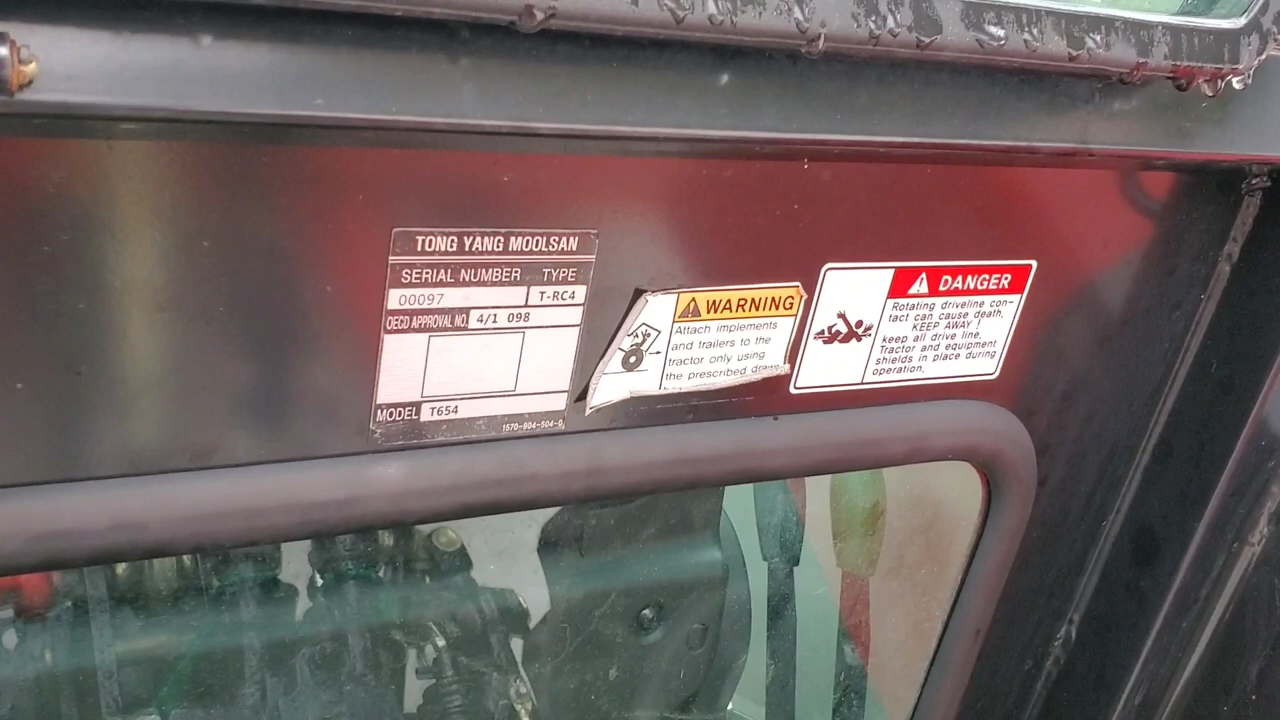 TONG YANG MOOLSAN
SERIAL NUMBER TYPE
00097 T-RC4
OECD APPROVAL NO. 4/1 098
MODEL T654
1570-904-504-0
WARNING
Attach implements
and trailers to the
tractor only using
the prescribed
DANGER
Rotating driveline con-
tact can cause death,
KEEP AWAY !
keep all drive line,
Tractor and equipment
shields in place during
operation.